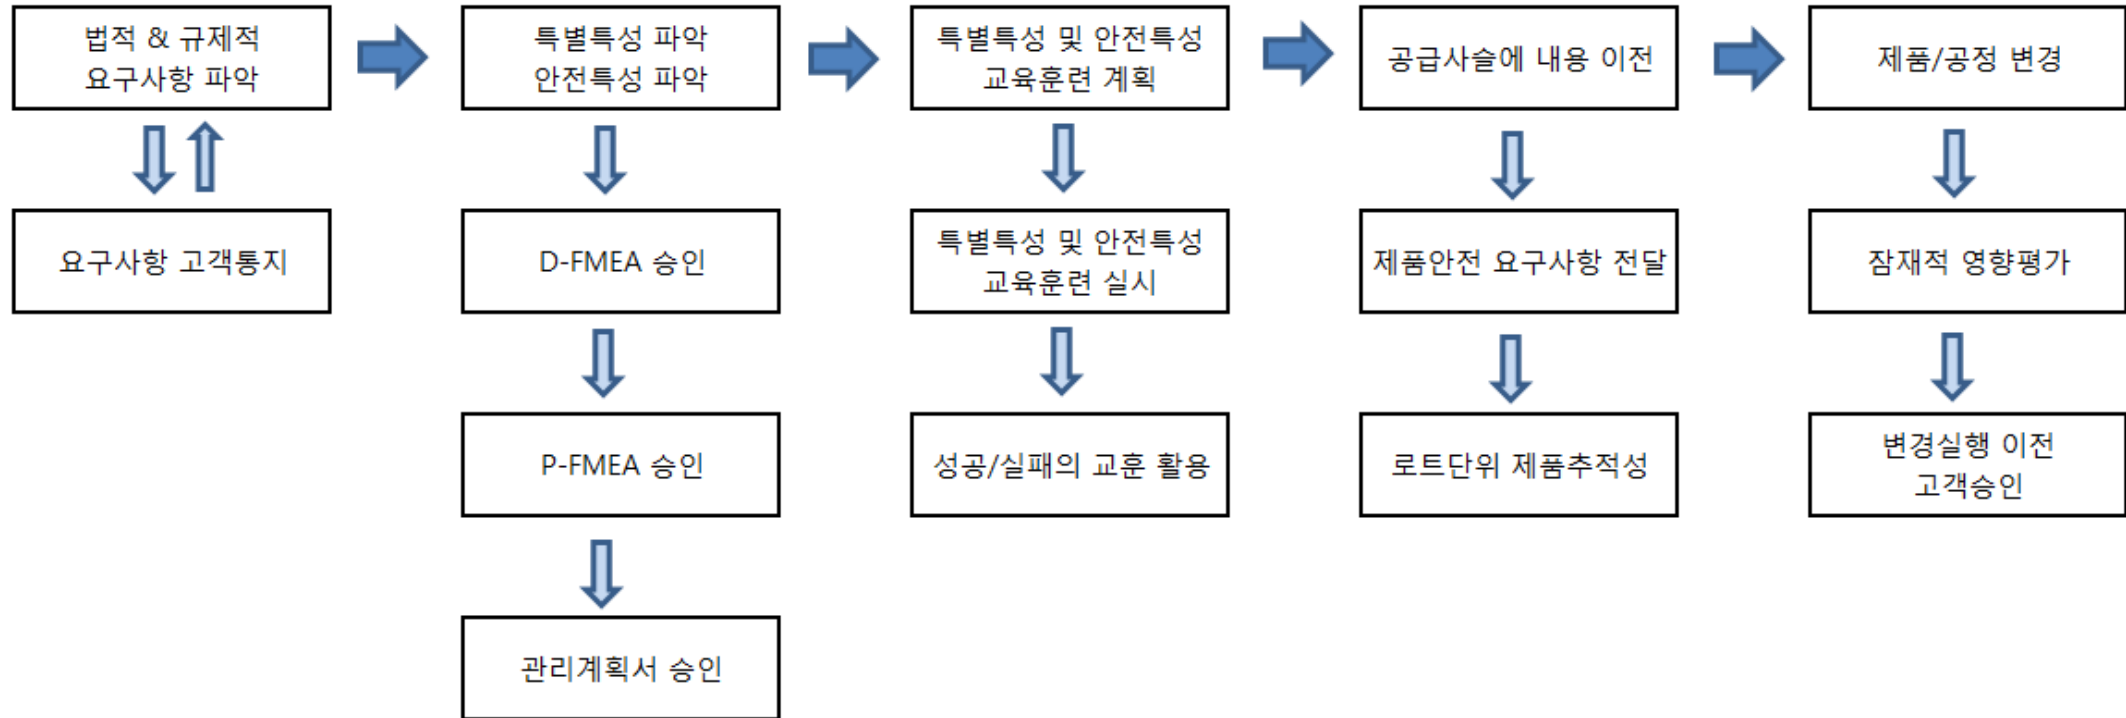 법적 & 규제적
요구사항 파악
특별특성 파악
안전특성 파악
특별특성 및 안전특성
교육훈련 계획
공급사슬에 내용 이전
제품/공정 변경
요구사항 고객통지
D-FMEA 승인
특별특성 및 안전특성
교육훈련 실시
제품안전 요구사항 전달
잠재적 영향평가
P-FMEA 승인
성공/실패의 교훈 활용
로트단위 제품추적성
변경실행 이전
고객승인
관리계획서 승인